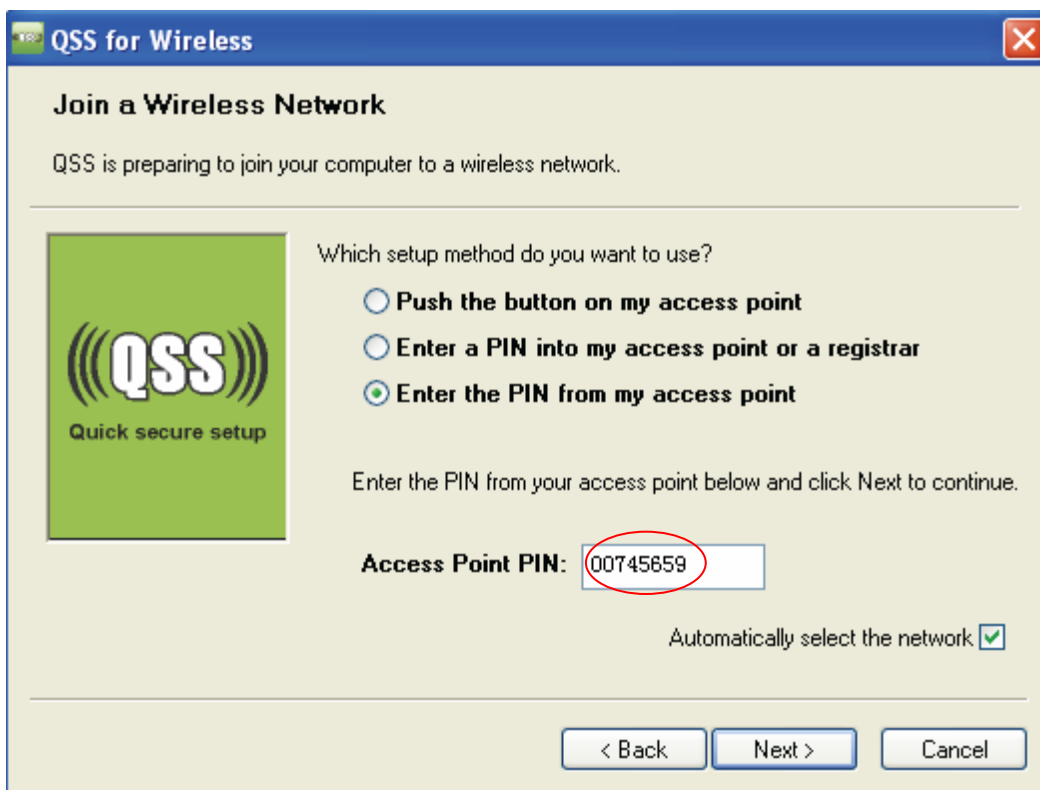 QSS for Wireless
Join a Wireless Network
QSS is preparing to join your computer to a wireless network.
Which setup method do you want to use?
Push the button on my access point
Enter a PIN into my access point or a registrar
Enter the PIN from my access point
(((QSS)))
Quick secure setup
Enter the PIN from your access point below and click Next to continue.
Access Point PIN: 00745659
Automatically select the network
< Back Next > Cancel